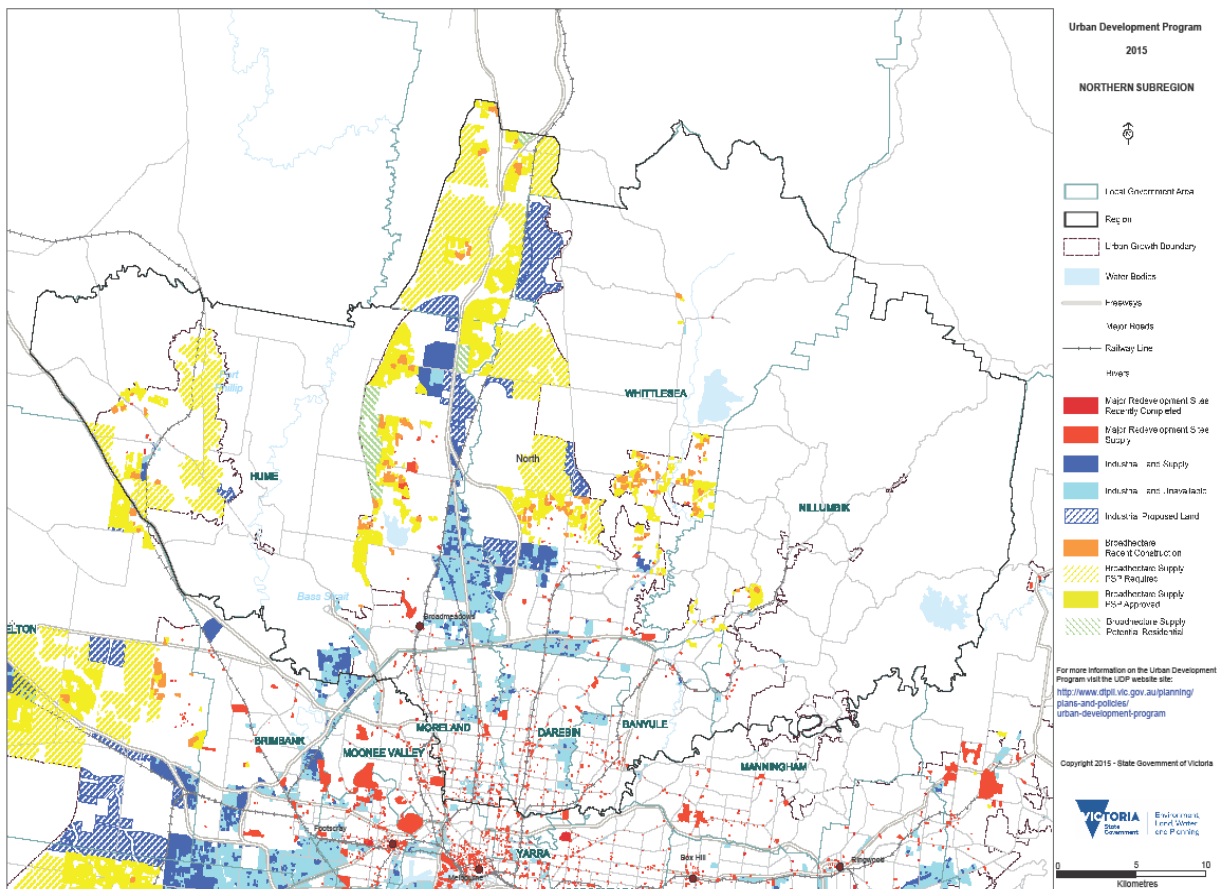 Urban Development Program
2015
NORTHERN SUBREGION
N
Local Government Area
Region
Urban Growth Boundary
Water Bodies
Freeways
Major Roads
Railway Line
Rivers
Major Redevelopment Sites
Recently Completed
Major Redevelopment Sites
Supply
Industrial Land Supply
Industrial Land Unavailable
Industrial Proposed Land
Broadhectare
Recent Construction
Broadhectare Supply
PSP Required
Broadhectare Supply
PSP Approved
Broadhectare Supply
Potential Residential
For more information on the Urban Development
Program visit the UDP website site:
http://www.dtpli.vic.gov.au/planning/
plans-and-policies/
urban-development-program
Copyright 2015 - State Government of Victoria
VICTORIA
State
Government
Environment,
Land, Water
and Planning
0 5 10
Kilometres
WHITTLESEA
Port
Phillip
North
HUME
NILLUMBIK
Bass Strait
Broadmeadows
ELTON
MORELAND
BANYULE
DAREBIN
BRIMBANK
MOONEE VALLEY
MANNINGHAM
Footscray
YARRA
Box Hill
Ringwood
Melbourne